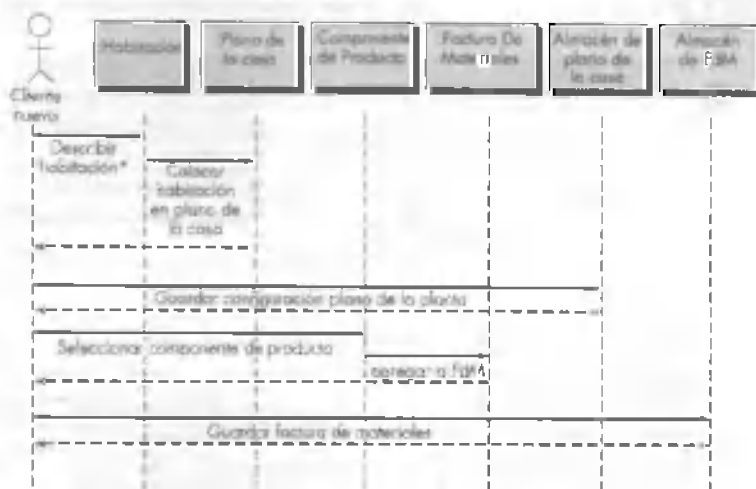 Habitación
Plano de
la casa
Componente
de Producto
Factura De
Materiales
Almacén de
plano de
la casa
Almacén
de FDM
Cliente
nuevo
Describir
habitación*
Colocar
habitación
en plano de
la casa
Guardar configuración plano de la planta
Seleccionar componente de producto
agregar a FDM
Guardar factura de materiales